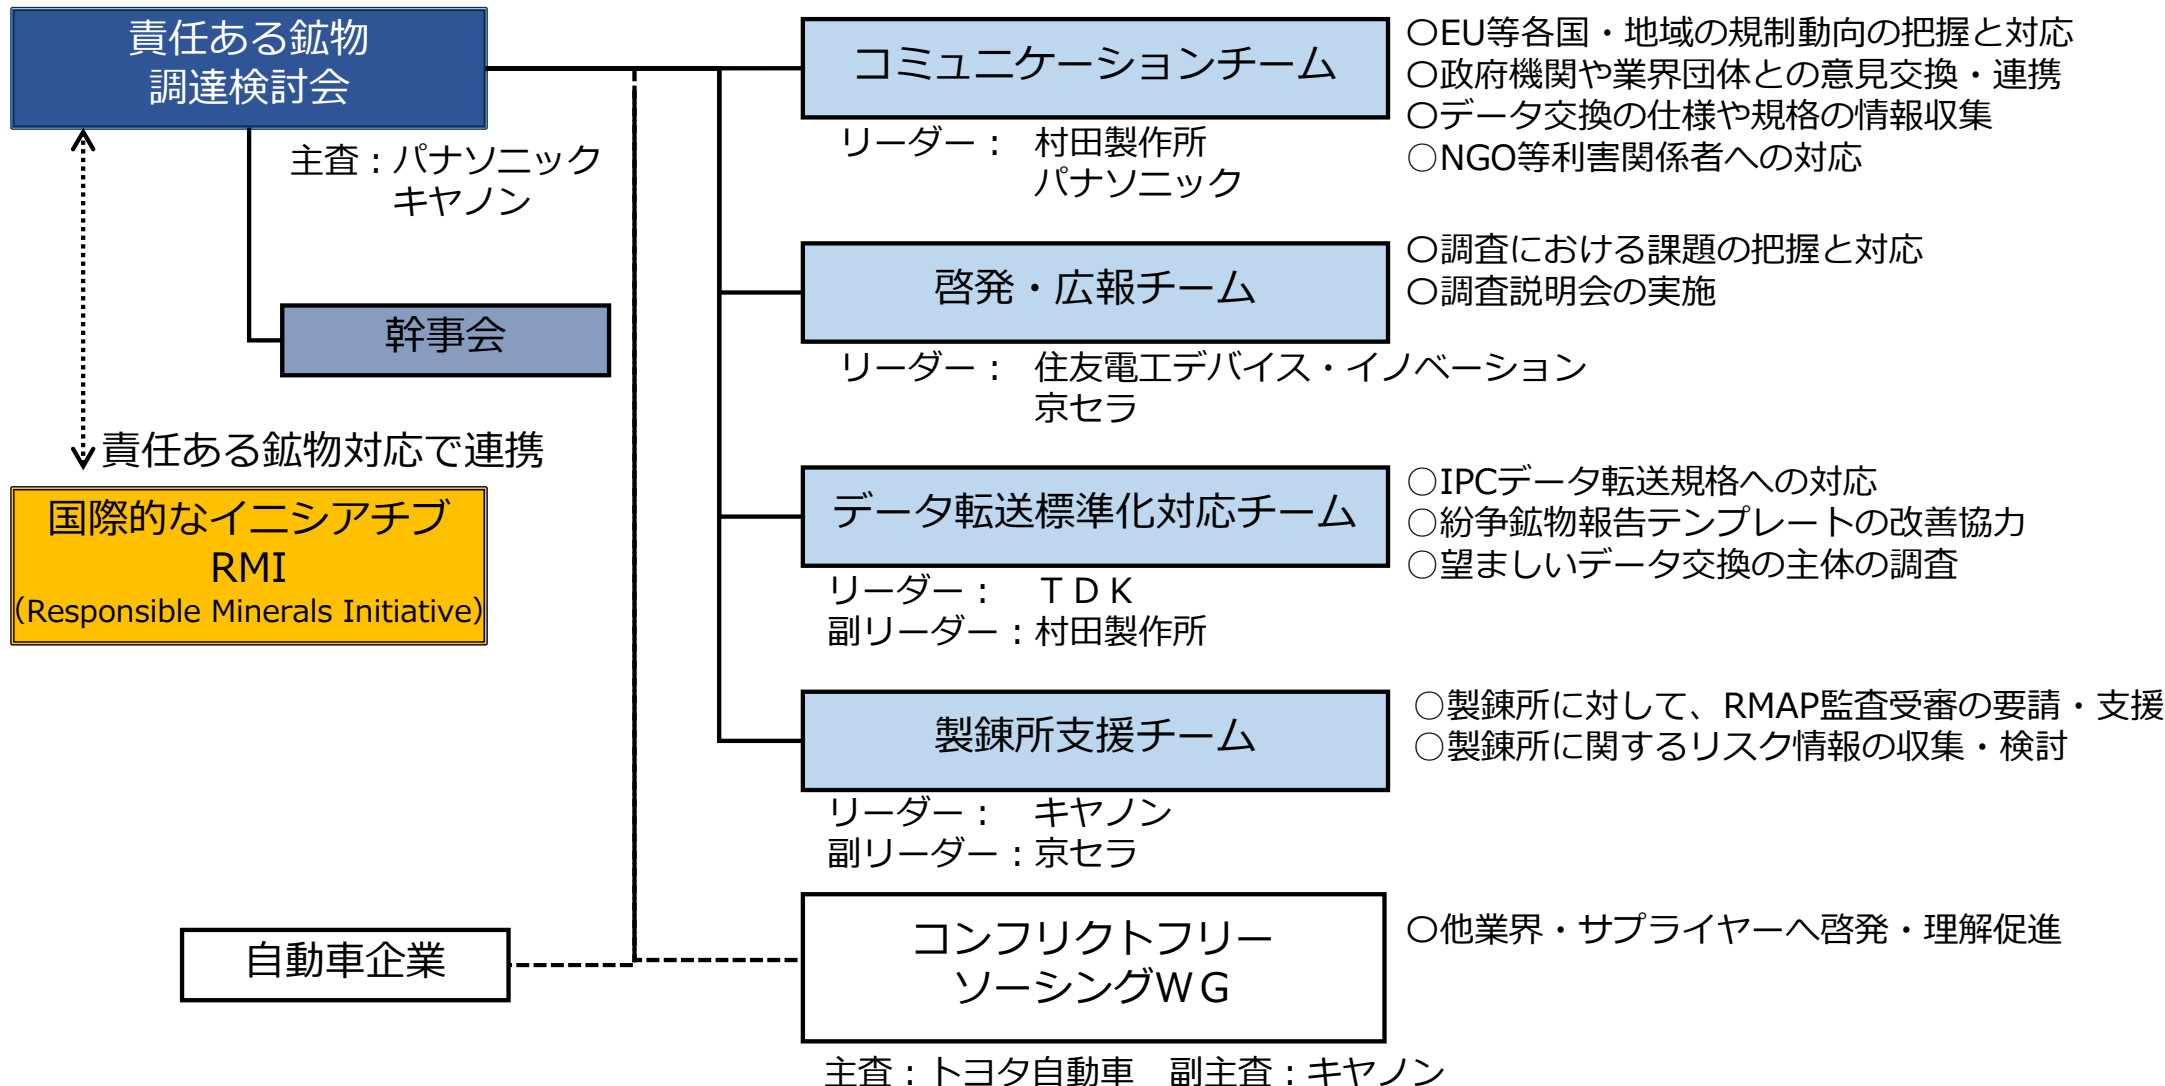 責任ある鉱物
調達検討会
主査：パナソニック
キヤノン
幹事会
責任ある鉱物対応で連携
国際的なイニシアチブ
RMI
(Responsible Minerals Initiative)
コミュニケーションチーム
リーダー：　村田製作所
パナソニック
〇EU等各国・地域の規制動向の把握と対応
〇政府機関や業界団体との意見交換・連携
〇データ交換の仕様や規格の情報収集
○NGO等利害関係者への対応
啓発・広報チーム
リーダー：　住友電工デバイス・イノベーション
京セラ
〇調査における課題の把握と対応
〇調査説明会の実施
データ転送標準化対応チーム
リーダー：　ＴＤＫ
副リーダー：村田製作所
○IPCデータ転送規格への対応
○紛争鉱物報告テンプレートの改善協力
○望ましいデータ交換の主体の調査
製錬所支援チーム
リーダー：　キヤノン
副リーダー：京セラ
○製錬所に対して、RMAP監査受審の要請・支援
○製錬所に関するリスク情報の収集・検討
自動車企業
コンフリクトフリー
ソーシングＷＧ
主査：トヨタ自動車　副主査：キヤノン
〇他業界・サプライヤーへ啓発・理解促進